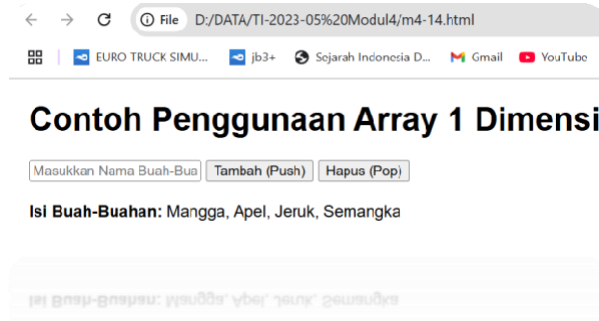 File D:/DATA/TI-2023-05%20Modul4/m4-14.html
EURO TRUCK SIMU... jb3+ Sejarah Indonesia D... Gmail YouTube
Contoh Penggunaan Array 1 Dimensi
Masukkan Nama Buah-Bua Tambah (Push) Hapus (Pop)
Isi Buah-Buahan: Mangga, Apel, Jeruk, Semangka